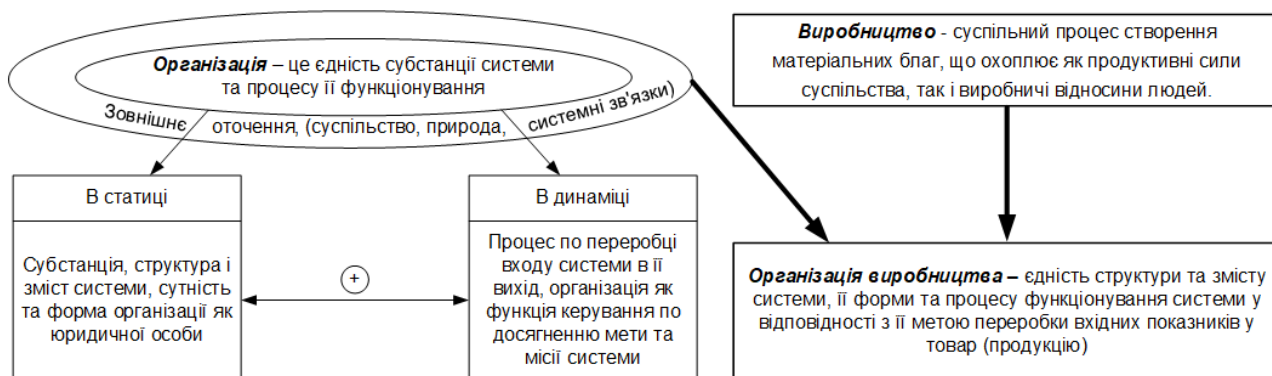 Організація – це єдність субстанції системи
та процесу її функціонування
Зовнішнє оточення, (суспільство, природа, системні зв'язки)
Виробництво - суспільний процес створення
матеріальних благ, що охоплює як продуктивні сили
суспільства, так і виробничі відносини людей.
В статиці
Субстанція, структура і
зміст системи, сутність
та форма організації як
юридичної особи
+
В динаміці
Процес по переробці
входу системи в її
вихід, організація як
функція керування по
досягненню мети та
місії системи
Організація виробництва – єдність структури та змісту
системи, її форми та процесу функціонування системи у
відповідності з її метою переробки вхідних показників у
товар (продукцію)